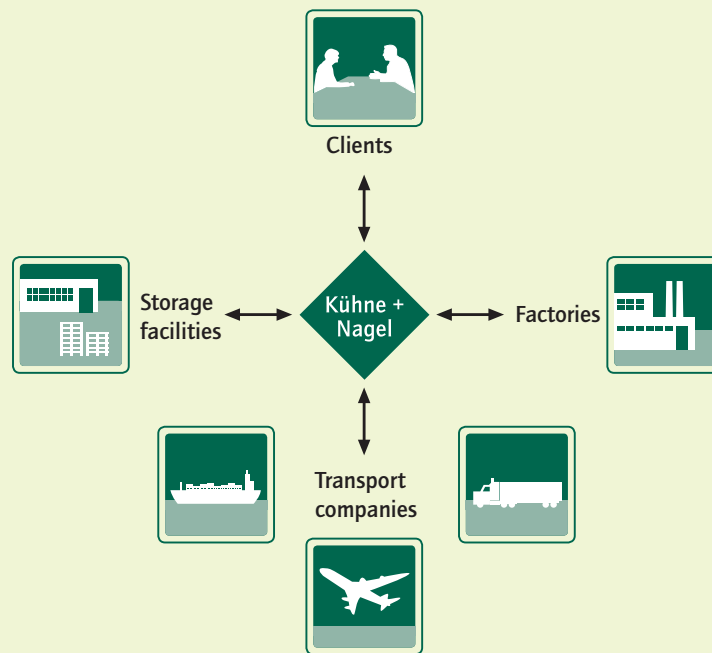 Clients
Storage
facilities
Kühne +
Nagel
Factories
Transport
companies